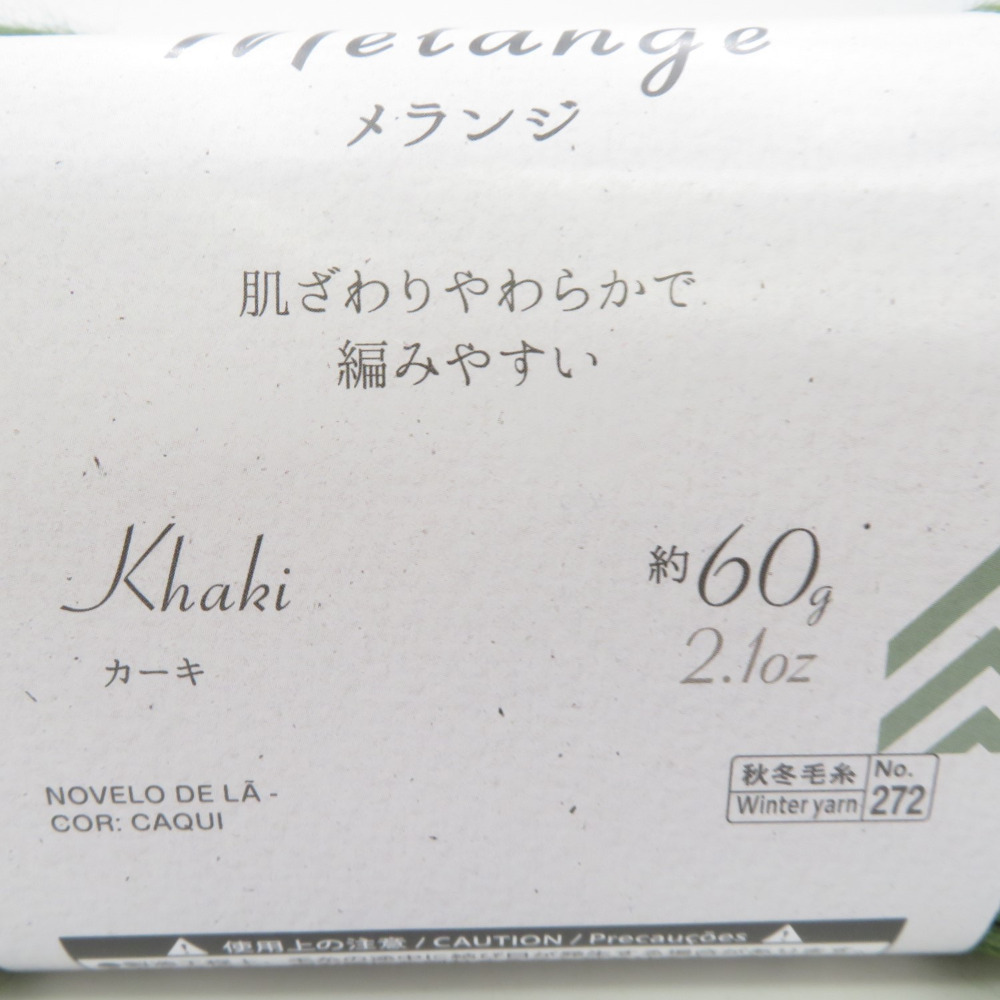 Melange
メランジ
肌ざわりやわらかで
編みやすい
Khaki
カーキ
約60g
2.1oz
NOVELO DE LÃ -
COR: CAQUI
秋冬毛糸 No.
Winter yarn 272
使用上の注意 / CAUTION / Precauções